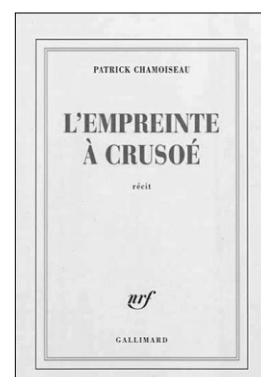 PATRICK CHAMOISEAU
L'EMPREINTE
À CRUSOÉ
récit
nrf
GALLIMARD